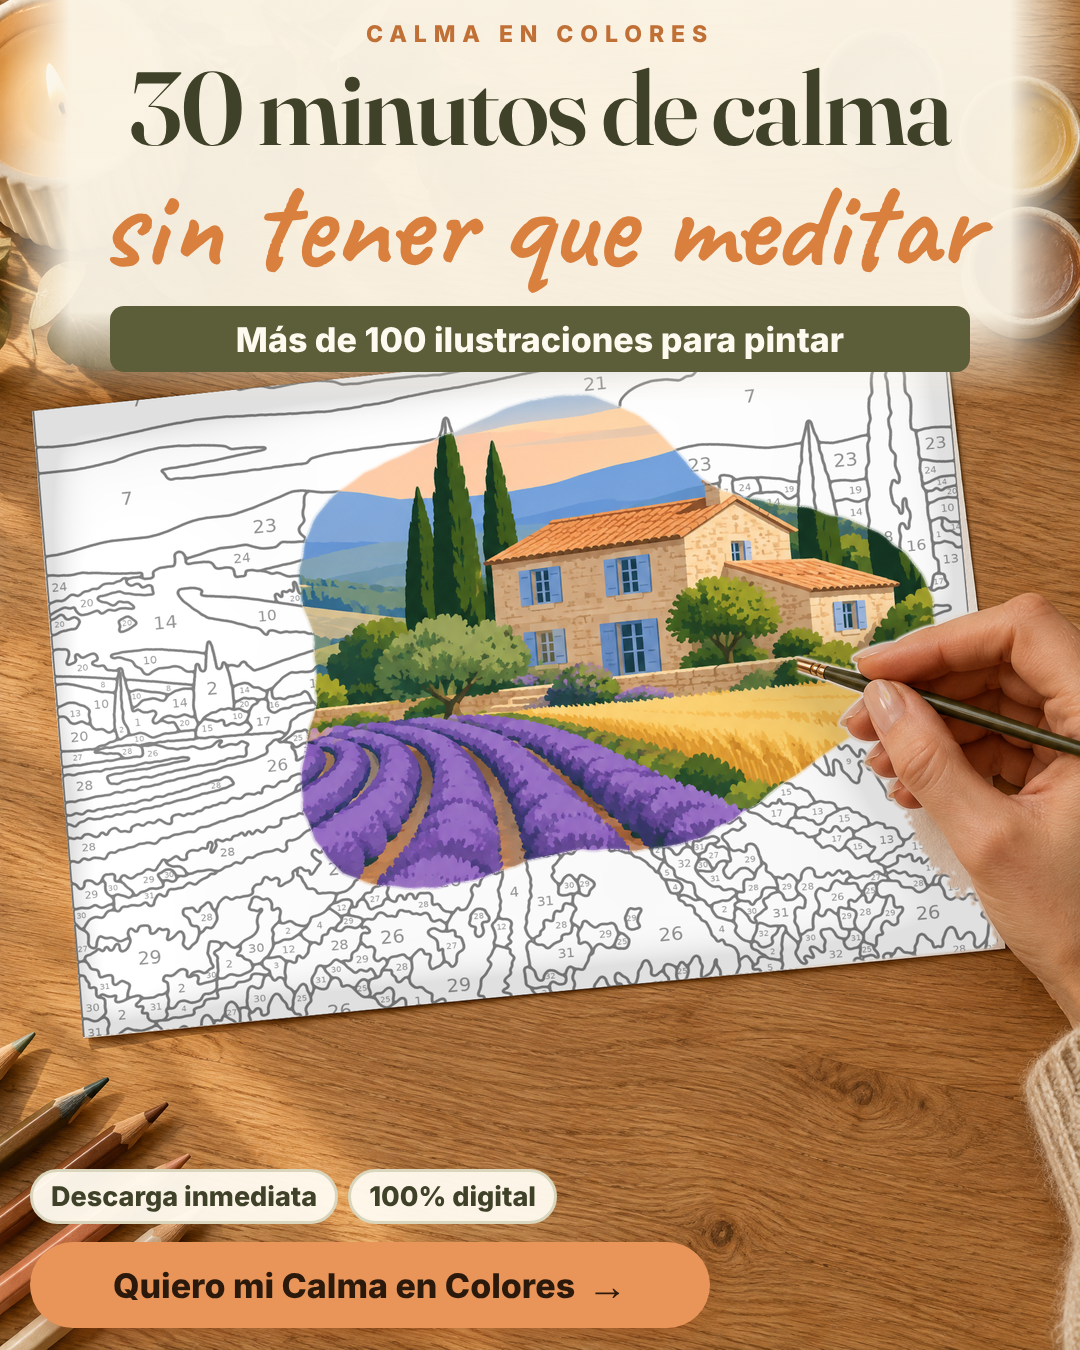 CALMA EN COLORES
30 minutos de calma
sin tener que meditar
Más de 100 ilustraciones para pintar
Descarga inmediata
100% digital
Quiero mi Calma en Colores →